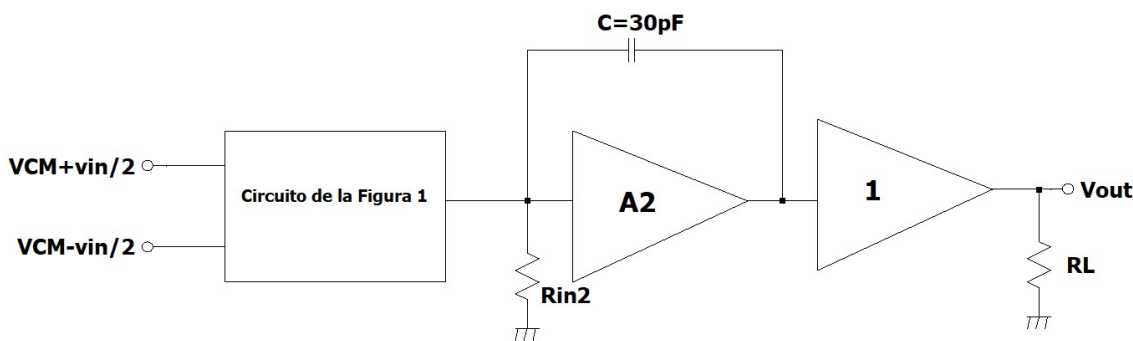 C=30pF
VCM+vin/2
Circuito de la Figura 1
A2
1
Vout
VCM-vin/2
Rin2
RL